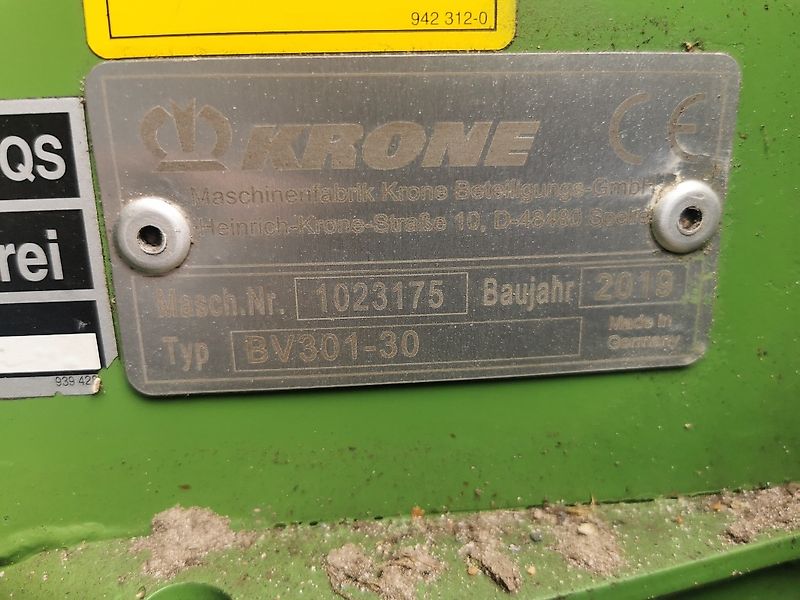 942 312-0
QS
rei
939 42
KRONE CE
Maschinenfabrik Krone Beteiligungs-GmbH
Heinrich-Krone-Straße 10, D-48480 Spelle
Masch.Nr. 1023175 Baujahr 2019
Typ BV301-30
Made in
Germany